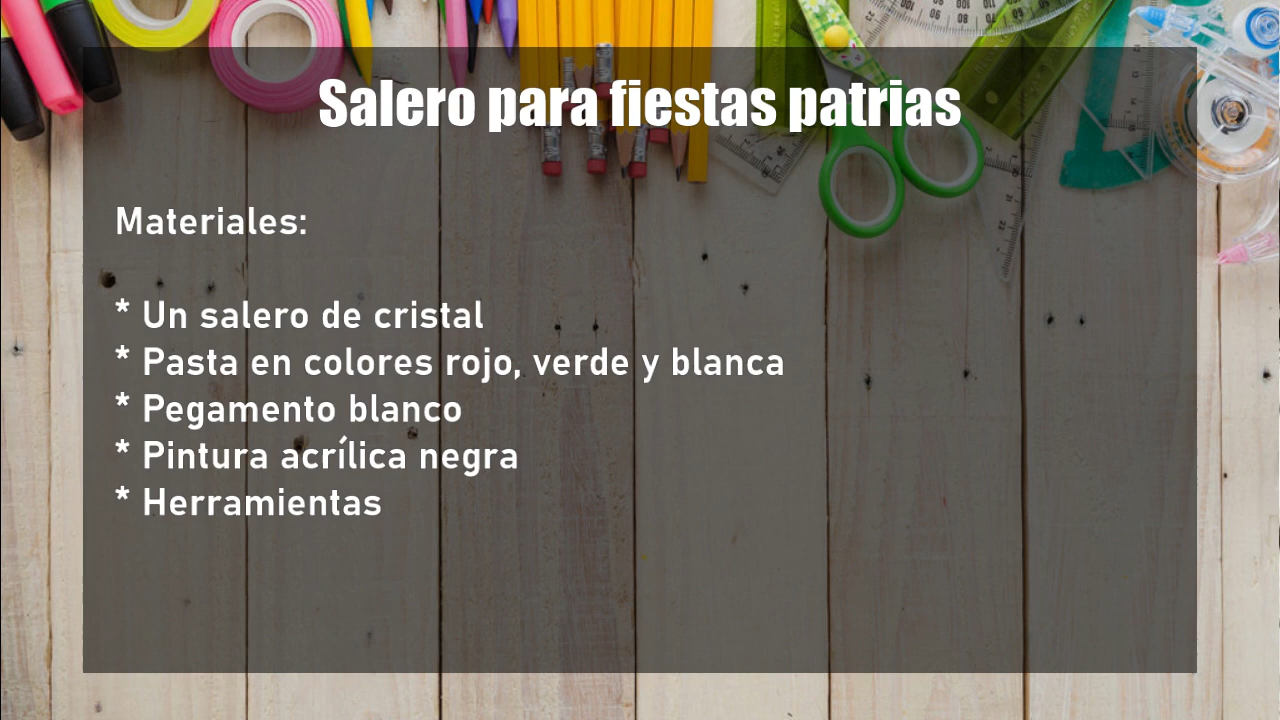 Salero para fiestas patrias
Materiales:
* Un salero de cristal
* Pasta en colores rojo, verde y blanca
* Pegamento blanco
* Pintura acrílica negra
* Herramientas